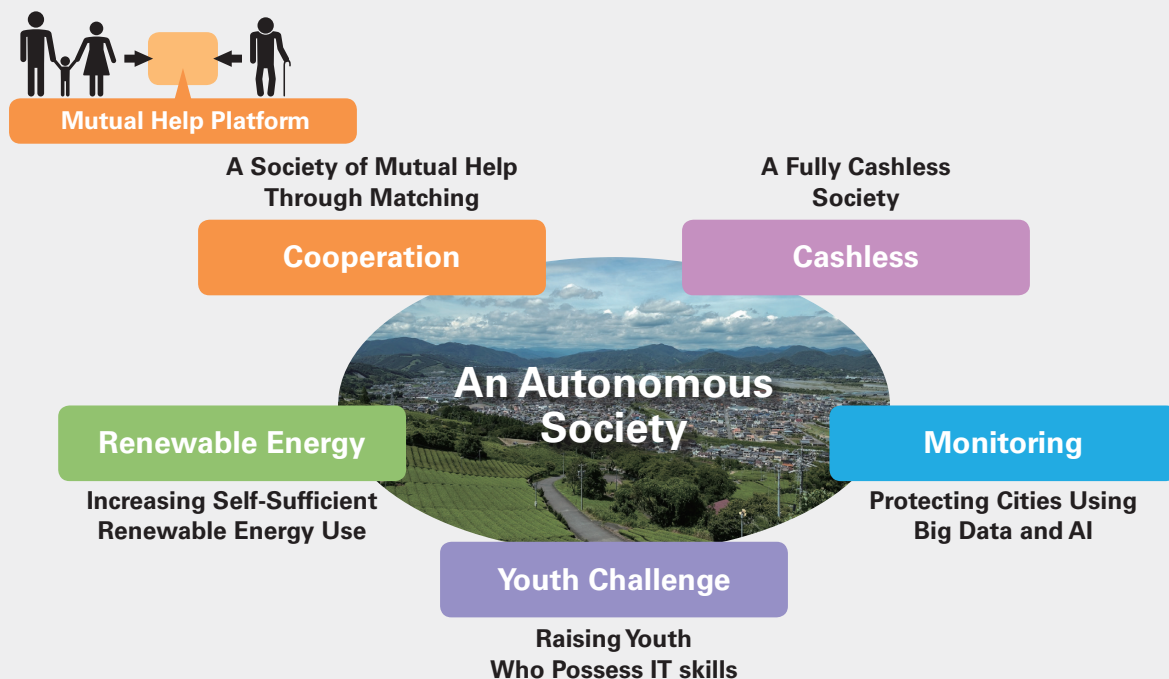 Mutual Help Platform
A Society of Mutual Help
Through Matching
Cooperation
A Fully Cashless
Society
Cashless
An Autonomous
Society
Renewable Energy
Increasing Self-Sufficient
Renewable Energy Use
Monitoring
Protecting Cities Using
Big Data and AI
Youth Challenge
Raising Youth
Who Possess IT skills